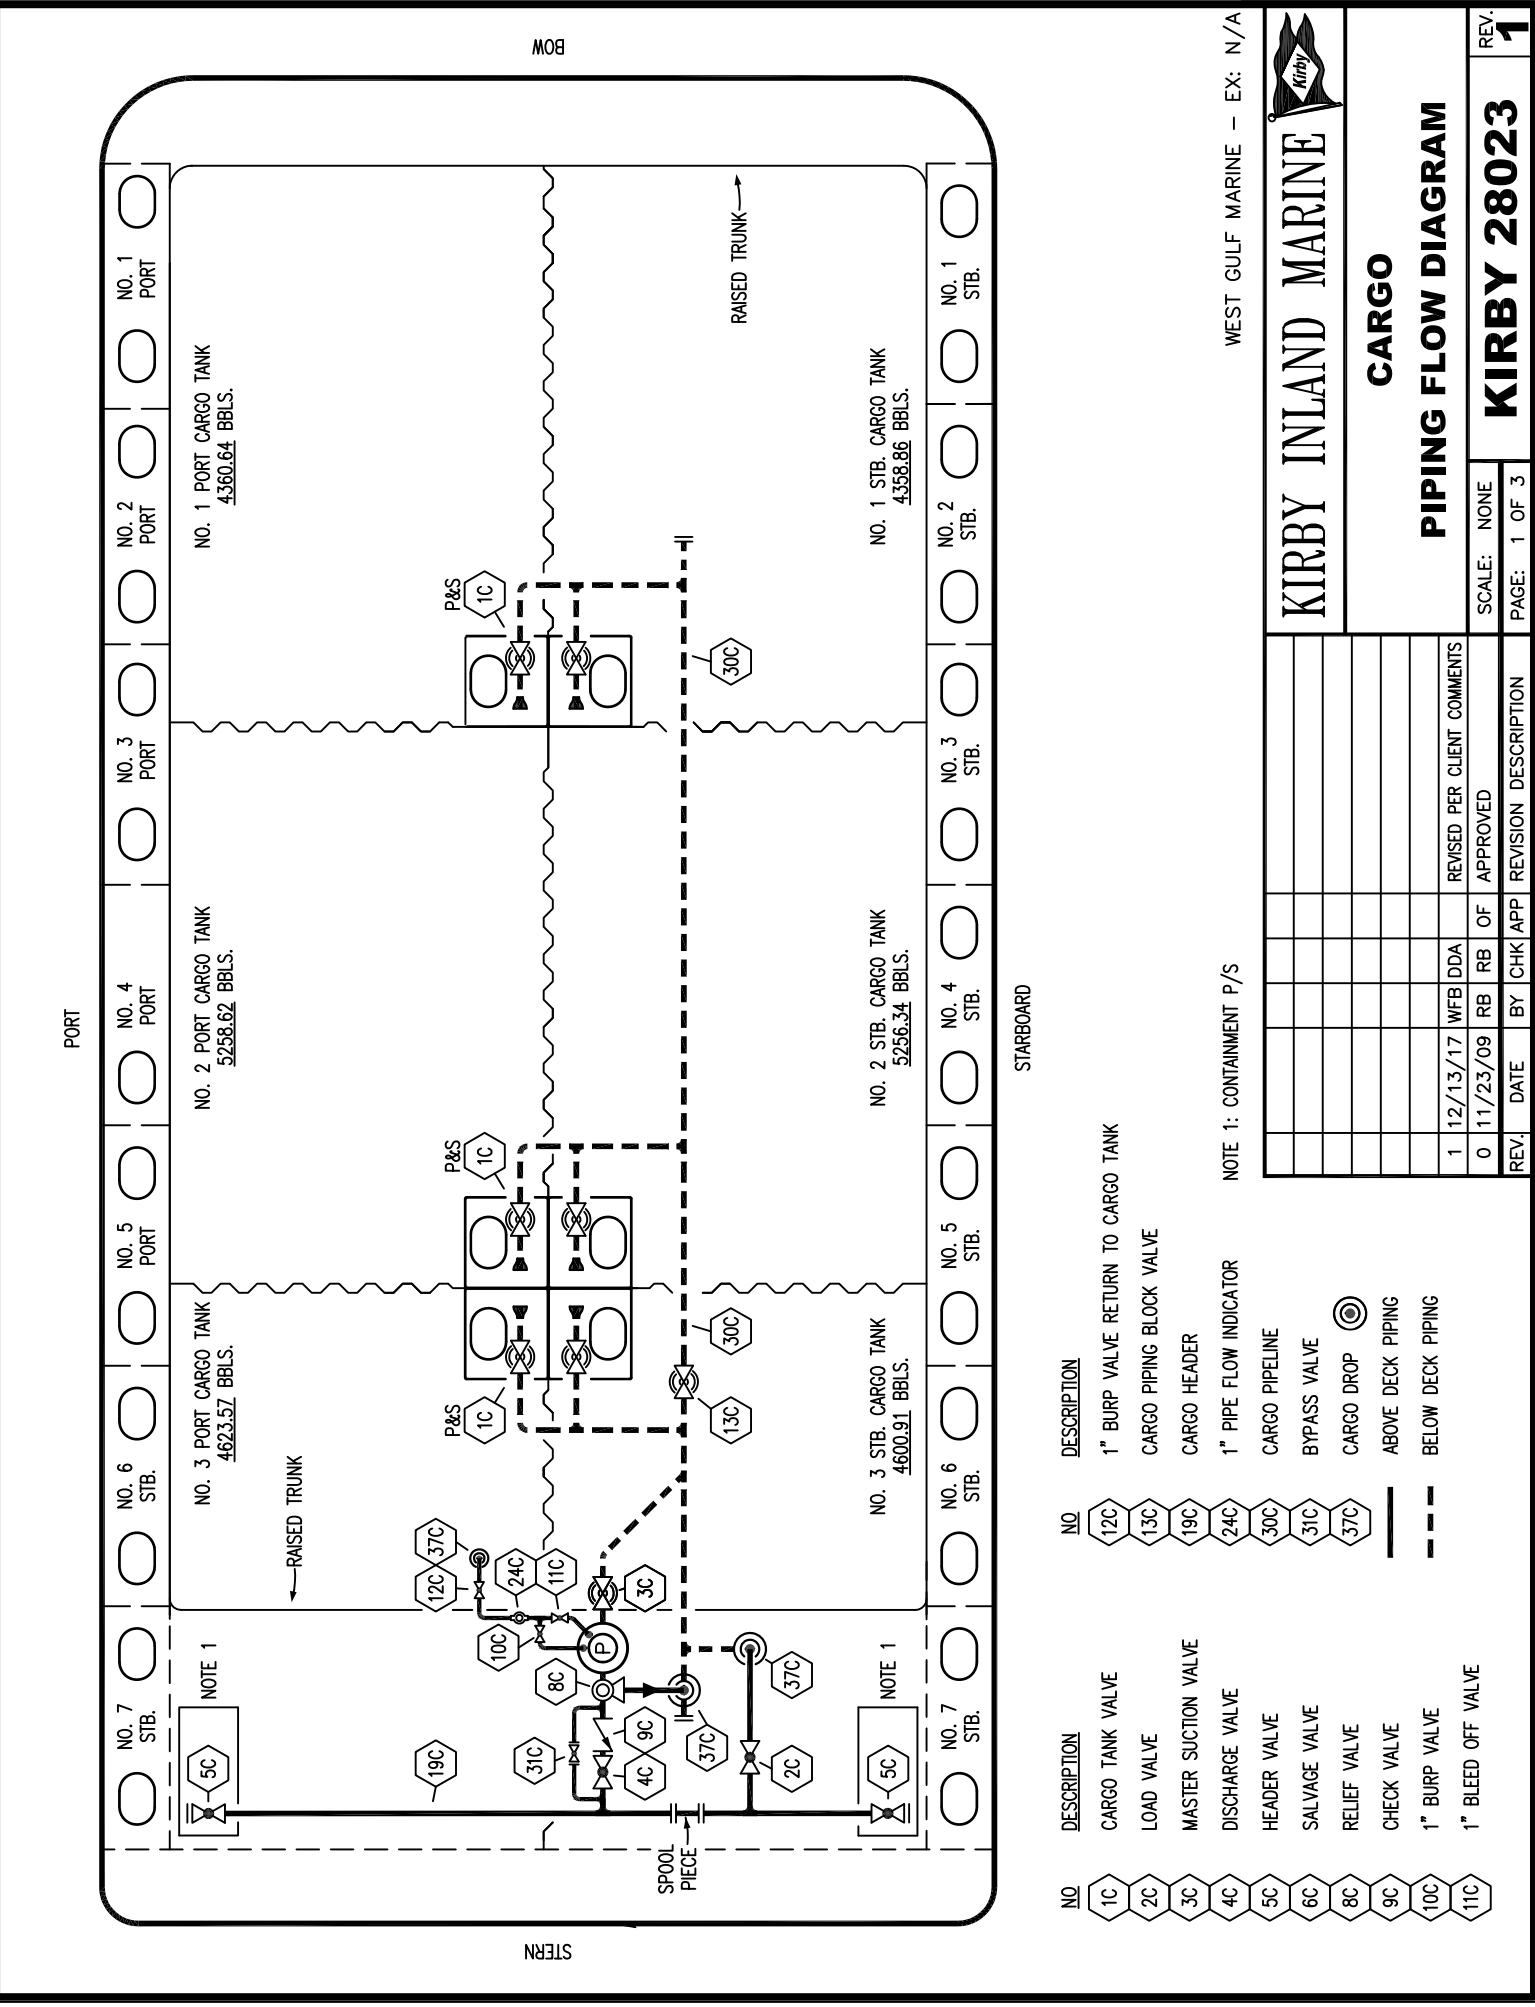 PORT
NO. 7
STB.
NO. 6
STB.
NO. 5
PORT
NO. 4
PORT
NO. 3
PORT
NO. 2
PORT
NO. 1
PORT
NOTE 1
5C
19C
RAISED TRUNK
NO. 3 PORT CARGO TANK
4623.57 BBLS.
NO. 2 PORT CARGO TANK
5258.62 BBLS.
NO. 1 PORT CARGO TANK
4360.64 BBLS.
P&S
1C
P&S
1C
P&S
1C
STERN
BOW
12C
37C
10C
24C
11C
31C
8C
P
3C
4C
9C
37C
37C
2C
13C
30C
30C
SPOOL
PIECE
RAISED TRUNK
NOTE 1
5C
NO. 3 STB. CARGO TANK
4600.91 BBLS.
NO. 2 STB. CARGO TANK
5256.34 BBLS.
NO. 1 STB. CARGO TANK
4358.86 BBLS.
NO. 7
STB.
NO. 6
STB.
NO. 5
STB.
NO. 4
STB.
NO. 3
STB.
NO. 2
STB.
NO. 1
STB.
STARBOARD
NO DESCRIPTION
1C CARGO TANK VALVE
2C LOAD VALVE
3C MASTER SUCTION VALVE
4C DISCHARGE VALVE
5C HEADER VALVE
6C SALVAGE VALVE
8C RELIEF VALVE
9C CHECK VALVE
10C 1" BURP VALVE
11C 1" BLEED OFF VALVE
NO DESCRIPTION
12C 1" BURP VALVE RETURN TO CARGO TANK
13C CARGO PIPING BLOCK VALVE
19C CARGO HEADER
24C 1" PIPE FLOW INDICATOR
30C CARGO PIPELINE
31C BYPASS VALVE
37C CARGO DROP
ABOVE DECK PIPING
BELOW DECK PIPING
NOTE 1: CONTAINMENT P/S
WEST GULF MARINE - EX: N/A
1 12/13/17 WFB DDA REVISED PER CLIENT COMMENTS
0 11/23/09 RB RB OF APPROVED
REV. DATE BY CHK APP REVISION DESCRIPTION
KIRBY INLAND MARINE
Kirby
CARGO
PIPING FLOW DIAGRAM
SCALE: NONE
PAGE: 1 OF 3
KIRBY 28023
REV.
1